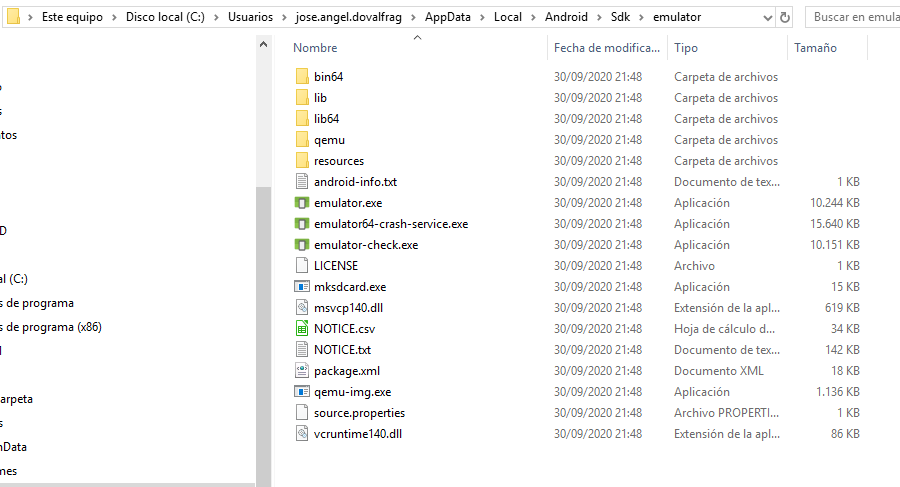 Este equipo > Disco local (C:) > Usuarios > jose.angel.dovalfrag > AppData > Local > Android > Sdk > emulator
Buscar en emula
Nombre Fecha de modifica... Tipo Tamaño
bin64 30/09/2020 21:48 Carpeta de archivos
lib 30/09/2020 21:48 Carpeta de archivos
lib64 30/09/2020 21:48 Carpeta de archivos
qemu 30/09/2020 21:48 Carpeta de archivos
resources 30/09/2020 21:48 Carpeta de archivos
android-info.txt 30/09/2020 21:48 Documento de tex... 1 KB
emulator.exe 30/09/2020 21:48 Aplicación 10.244 KB
emulator64-crash-service.exe 30/09/2020 21:48 Aplicación 15.640 KB
emulator-check.exe 30/09/2020 21:48 Aplicación 10.151 KB
LICENSE 30/09/2020 21:48 Archivo 1 KB
mksdcard.exe 30/09/2020 21:48 Aplicación 15 KB
msvcp140.dll 30/09/2020 21:48 Extensión de la apl... 619 KB
NOTICE.csv 30/09/2020 21:48 Hoja de cálculo d... 34 KB
NOTICE.txt 30/09/2020 21:48 Documento de tex... 142 KB
package.xml 30/09/2020 21:48 Documento XML 18 KB
qemu-img.exe 30/09/2020 21:48 Aplicación 1.136 KB
source.properties 30/09/2020 21:48 Archivo PROPERTI... 1 KB
vcruntime140.dll 30/09/2020 21:48 Extensión de la apl... 86 KB
tos
D
al (C:)
s de programa
s de programa (x86)
arpeta
s
nData
mes